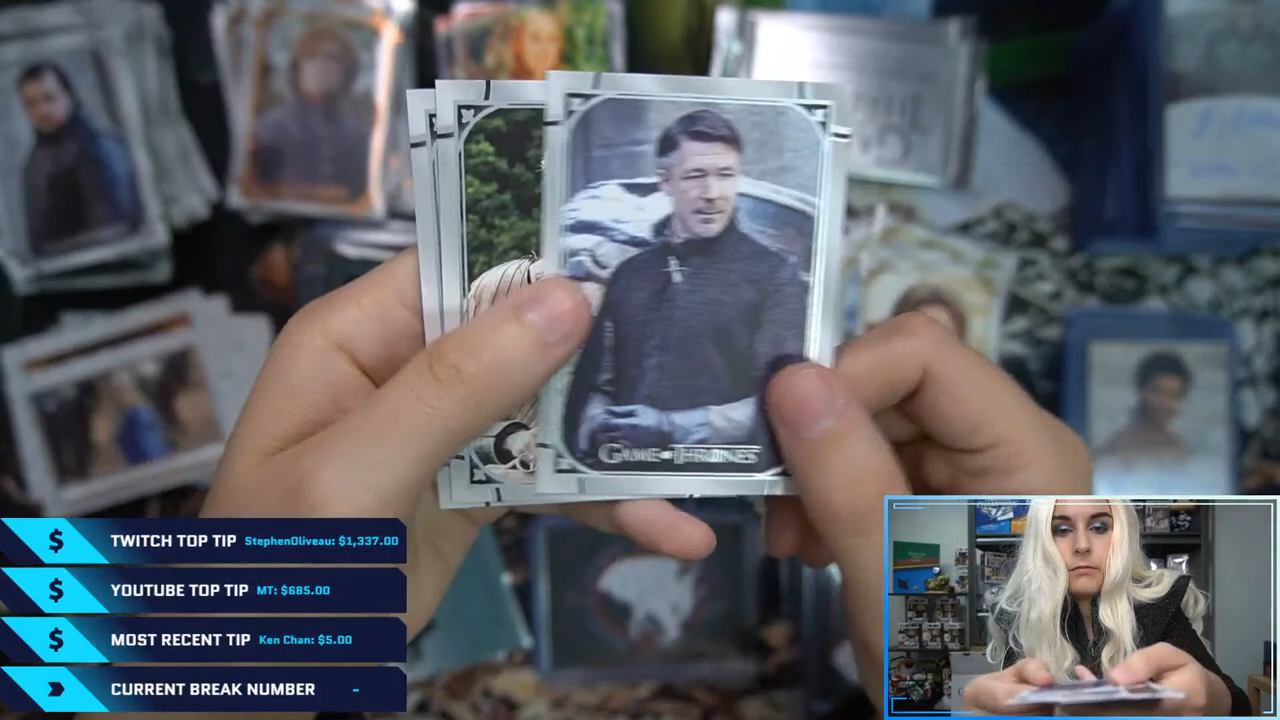 GAME OF THRONES
$ TWITCH TOP TIP StephenOliveau: $1,337.00
$ YOUTUBE TOP TIP MT: $685.00
$ MOST RECENT TIP Ken Chan: $5.00
CURRENT BREAK NUMBER -